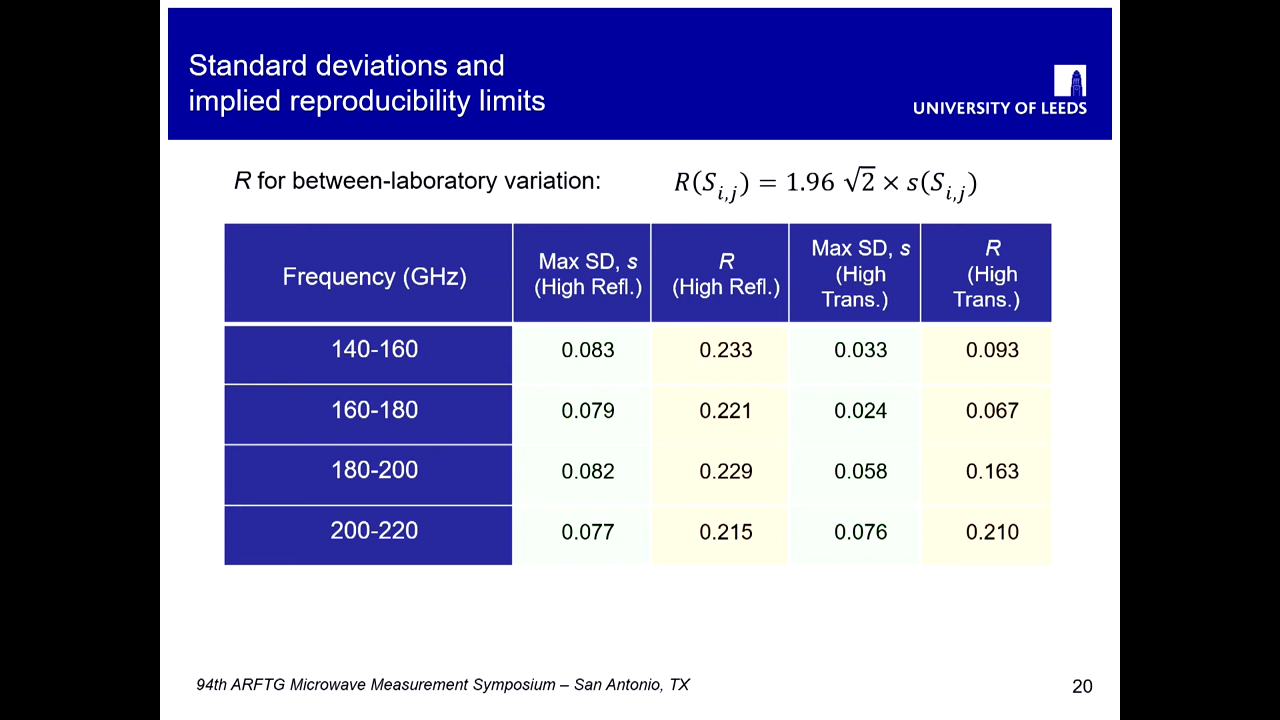 Standard deviations and
implied reproducibility limits
UNIVERSITY OF LEEDS
R for between-laboratory variation:
R(S_{i,j}) = 1.96 √2 × s(S_{i,j})
Frequency (GHz)
Max SD, s
(High Refl.)
R
(High Refl.)
Max SD, s
(High
Trans.)
R
(High
Trans.)
140-160 0.083 0.233 0.033 0.093
160-180 0.079 0.221 0.024 0.067
180-200 0.082 0.229 0.058 0.163
200-220 0.077 0.215 0.076 0.210
94th ARFTG Microwave Measurement Symposium – San Antonio, TX
20